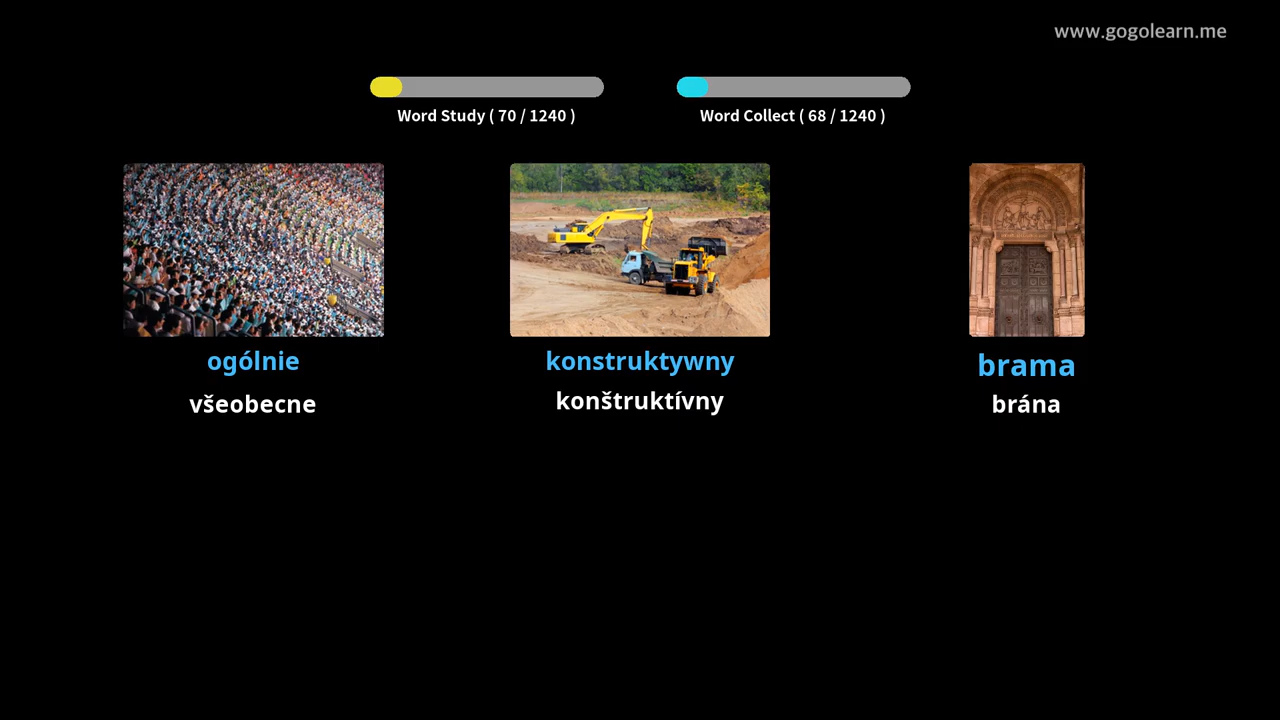 www.gogolearn.me
Word Study ( 70 / 1240 )
Word Collect ( 68 / 1240 )
ogólnie
všeobecne
konstruktywny
konštruktívny
brama
brána